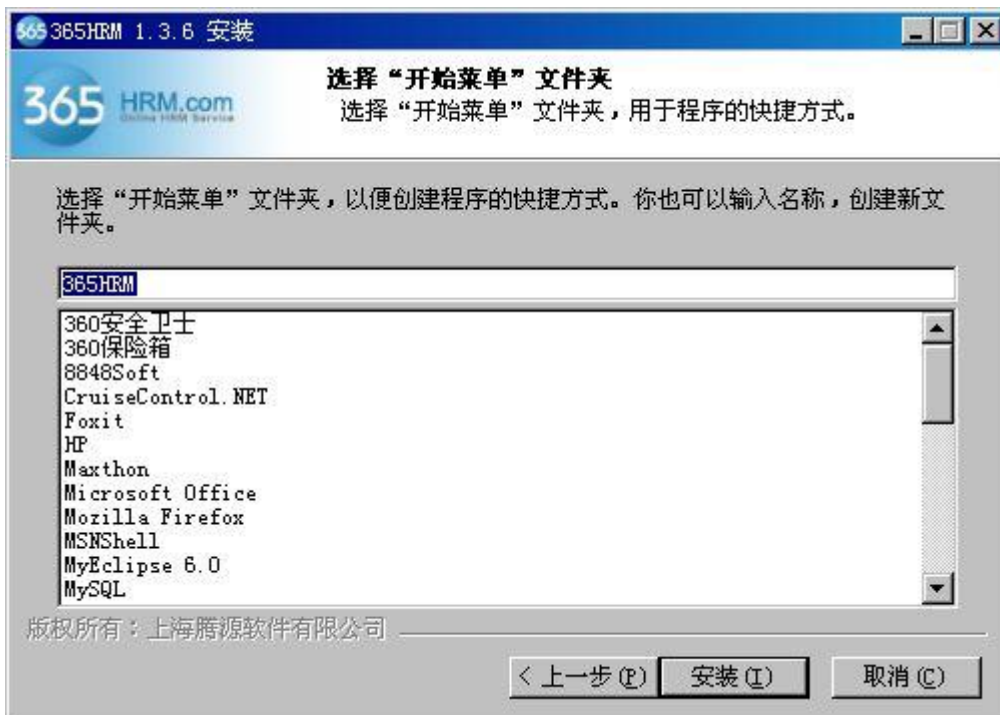 365 365HRM 1.3.6 安装
365 HRM.com
Online HRM Service
选择“开始菜单”文件夹
选择“开始菜单”文件夹，用于程序的快捷方式。
选择“开始菜单”文件夹，以便创建程序的快捷方式。你也可以输入名称，创建新文
件夹。
365HRM
360安全卫士
360保险箱
8848Soft
CruiseControl.NET
Foxit
HP
Maxthon
Microsoft Office
Mozilla Firefox
MSNShell
MyEclipse 6.0
MySQL
版权所有：上海腾源软件有限公司
< 上一步(P) 安装(I) 取消(C)